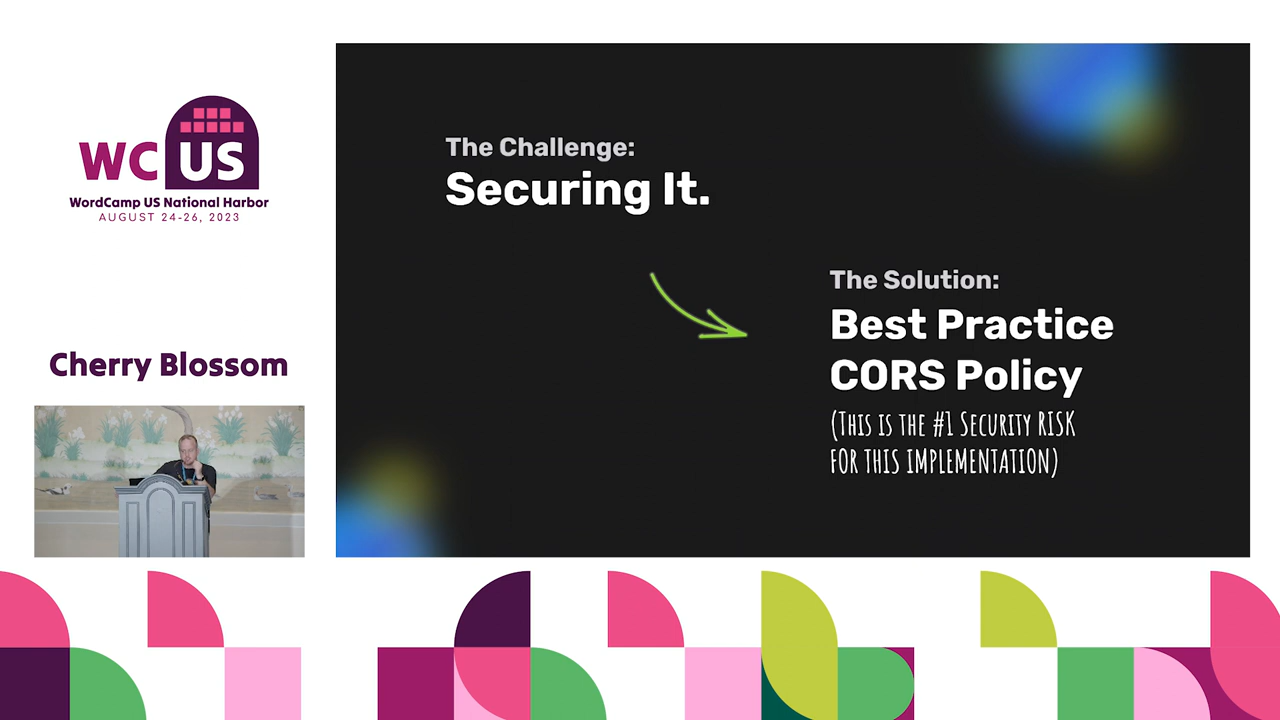 WC US
WordCamp US National Harbor
AUGUST 24-26, 2023
Cherry Blossom
The Challenge:
Securing It.
The Solution:
Best Practice
CORS Policy
(THIS IS THE #1 SECURITY RISK
FOR THIS IMPLEMENTATION)